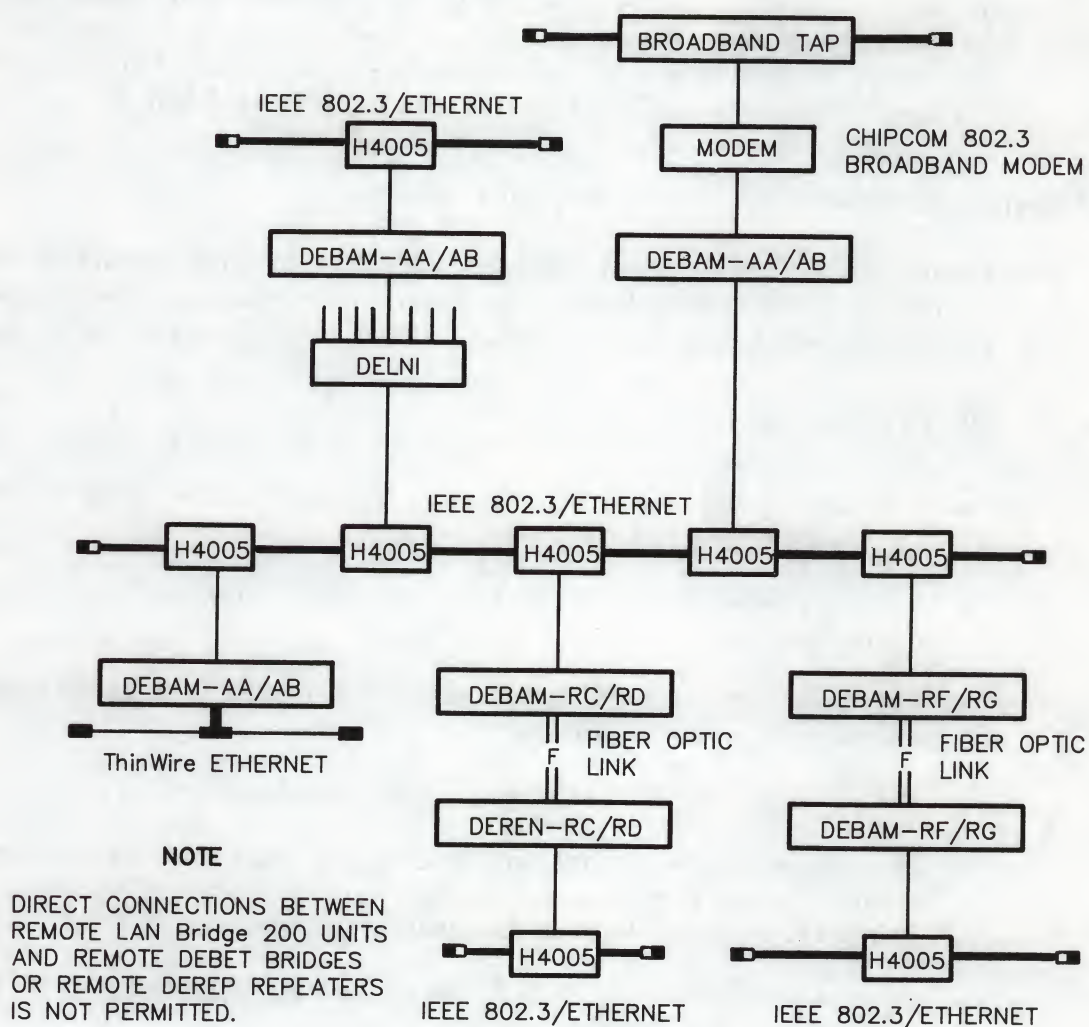 BROADBAND TAP
IEEE 802.3/ETHERNET
H4005
MODEM
CHIPCOM 802.3
BROADBAND MODEM
DEBAM-AA/AB
DEBAM-AA/AB
DELNI
IEEE 802.3/ETHERNET
H4005
H4005
H4005
H4005
H4005
DEBAM-AA/AB
DEBAM-RC/RD
DEBAM-RF/RG
ThinWire ETHERNET
F
FIBER OPTIC
LINK
F
FIBER OPTIC
LINK
DEREN-RC/RD
DEBAM-RF/RG
NOTE
DIRECT CONNECTIONS BETWEEN
REMOTE LAN Bridge 200 UNITS
AND REMOTE DEBET BRIDGES
OR REMOTE DEREP REPEATERS
IS NOT PERMITTED.
H4005
H4005
IEEE 802.3/ETHERNET
IEEE 802.3/ETHERNET